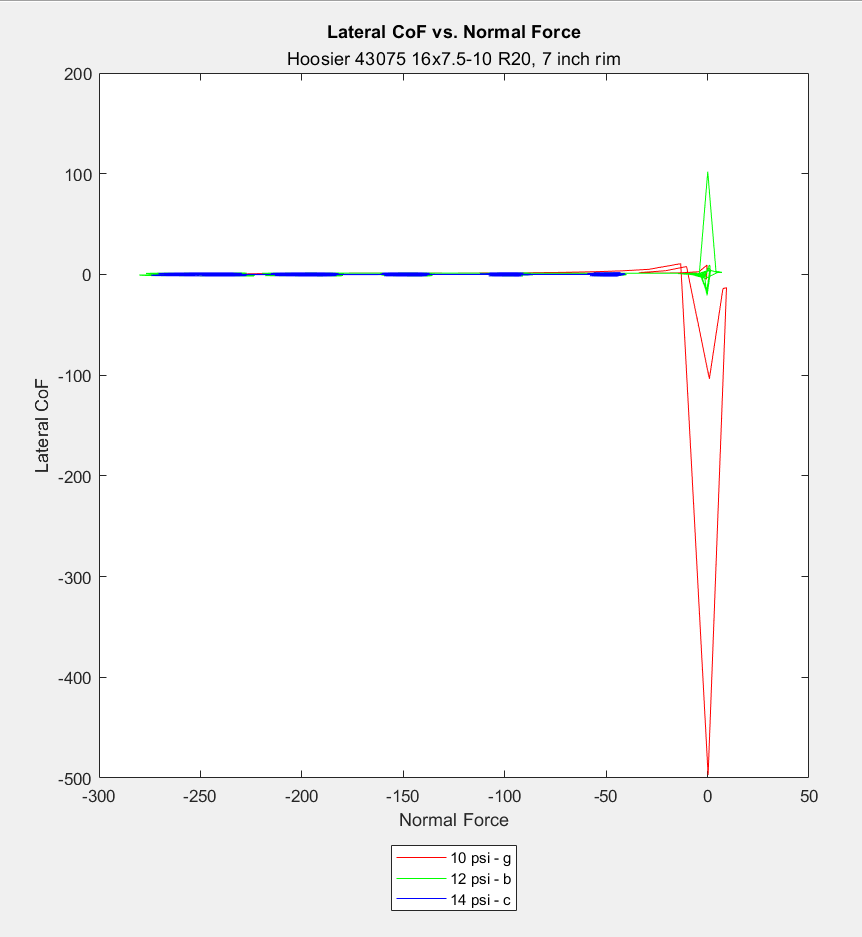 Lateral CoF vs. Normal Force
Hoosier 43075 16x7.5-10 R20, 7 inch rim
200
100
0
-100
-200
-300
-400
-500
Lateral CoF
-300 -250 -200 -150 -100 -50 0 50
Normal Force
10 psi - g
12 psi - b
14 psi - c